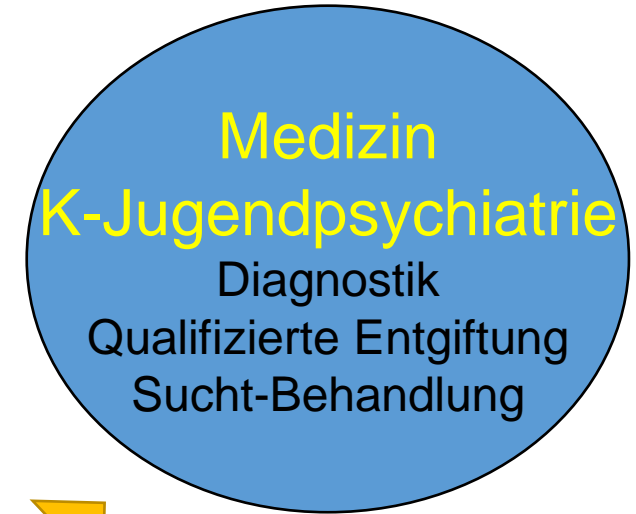 Medizin
K-Jugendpsychiatrie
Diagnostik
Qualifizierte Entgiftung
Sucht-Behandlung